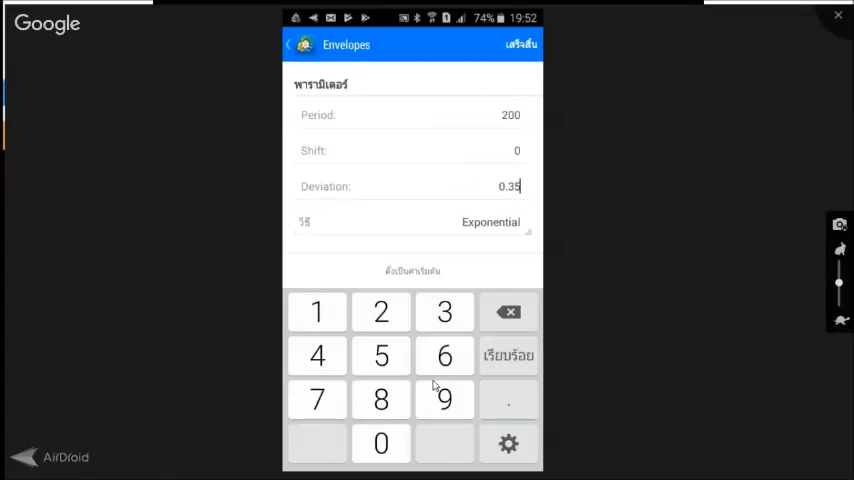 Google
74% 19:52
Envelopes
เสร็จสิ้น
พารามิเตอร์
Period: 200
Shift: 0
Deviation: 0.35
วิธี Exponential
ตั้งเป็นค่าเริ่มต้น
1 2 3
4 5 6 เรียบร้อย
7 8 9 .
0
AirDroid